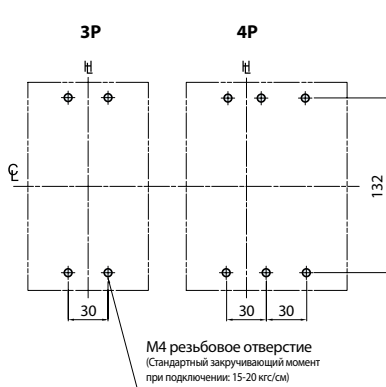 3P 4P
H
L H
L
C
L
132
30 30 30
M4 резьбовое отверстие
(Стандартный закручивающий момент
при подключении: 15-20 кгс/см)